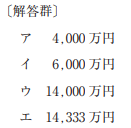 〔解答群〕
ア　4,000 万円
イ　6,000 万円
ウ　14,000 万円
エ　14,333 万円